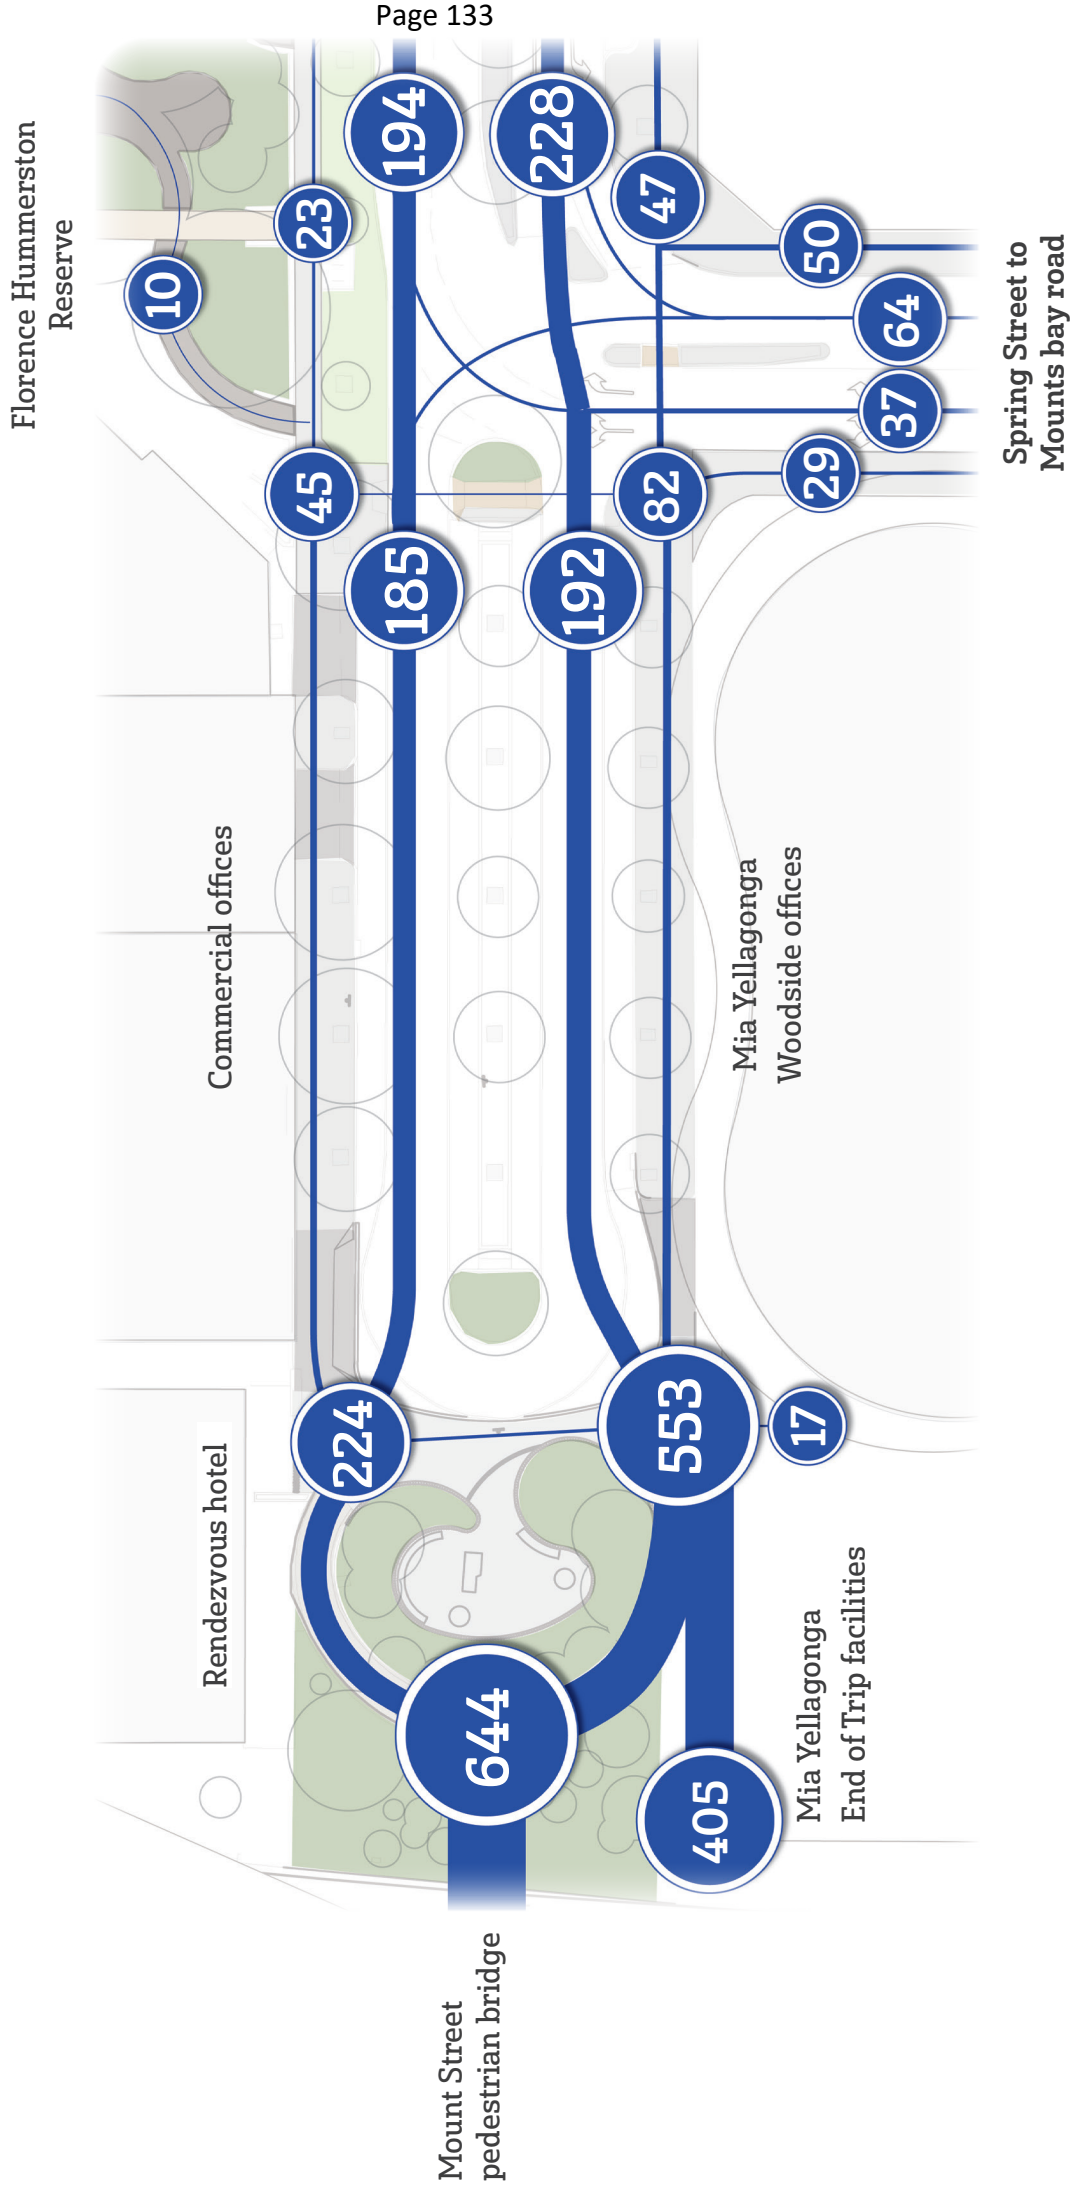 Page 133
Florence Hummerston
Reserve
10
23
194
228
47
50
64
37
29
Spring Street to
Mounts bay road
45
82
185
192
Commercial offices
Mia Yellagonga
Woodside offices
Rendezvous hotel
224
553
17
644
405
Mia Yellagonga
End of Trip facilities
Mount Street
pedestrian bridge